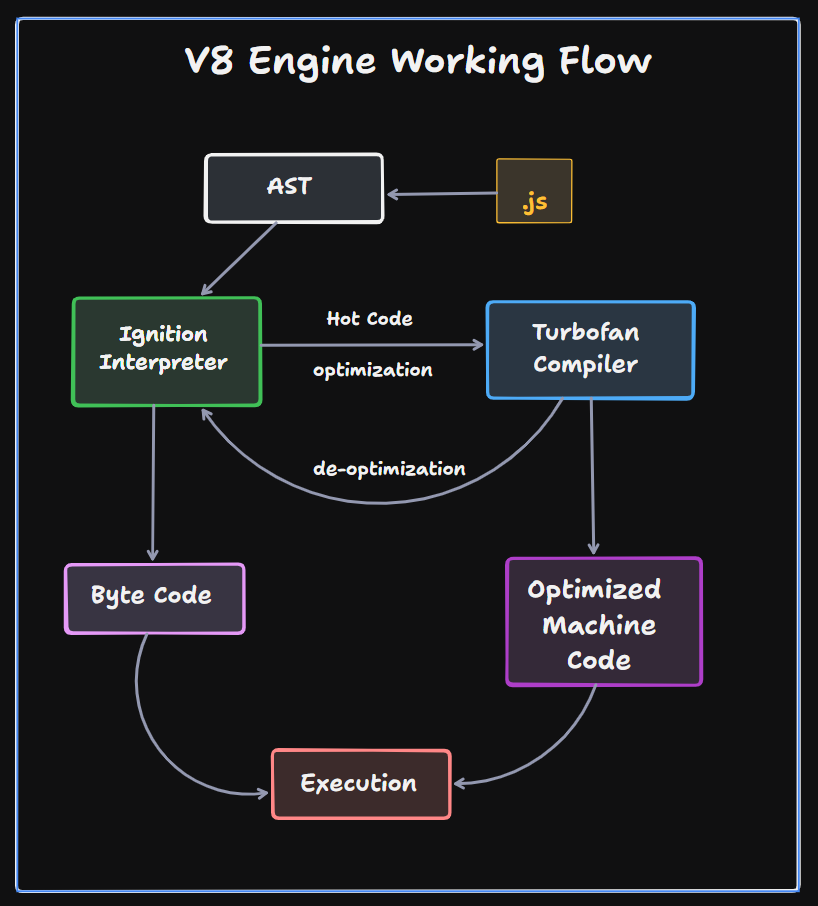 V8 Engine Working Flow
AST
.js
Ignition
Interpreter
Hot Code
optimization
Turbofan
Compiler
de-optimization
Byte Code
Optimized
Machine
Code
Execution